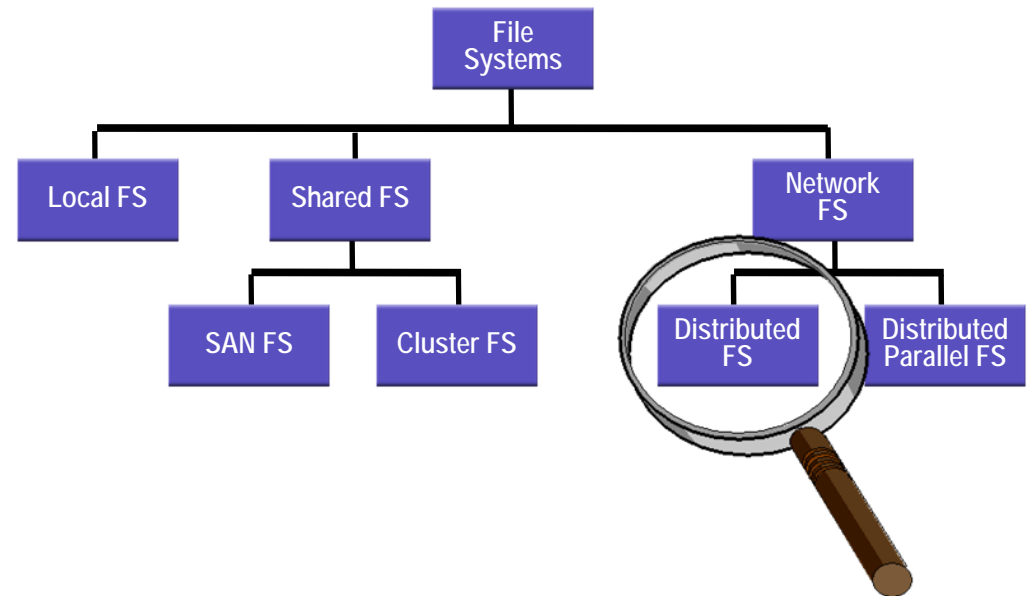 File
Systems
Local FS
Shared FS
Network
FS
SAN FS
Cluster FS
Distributed
FS
Distributed
Parallel FS